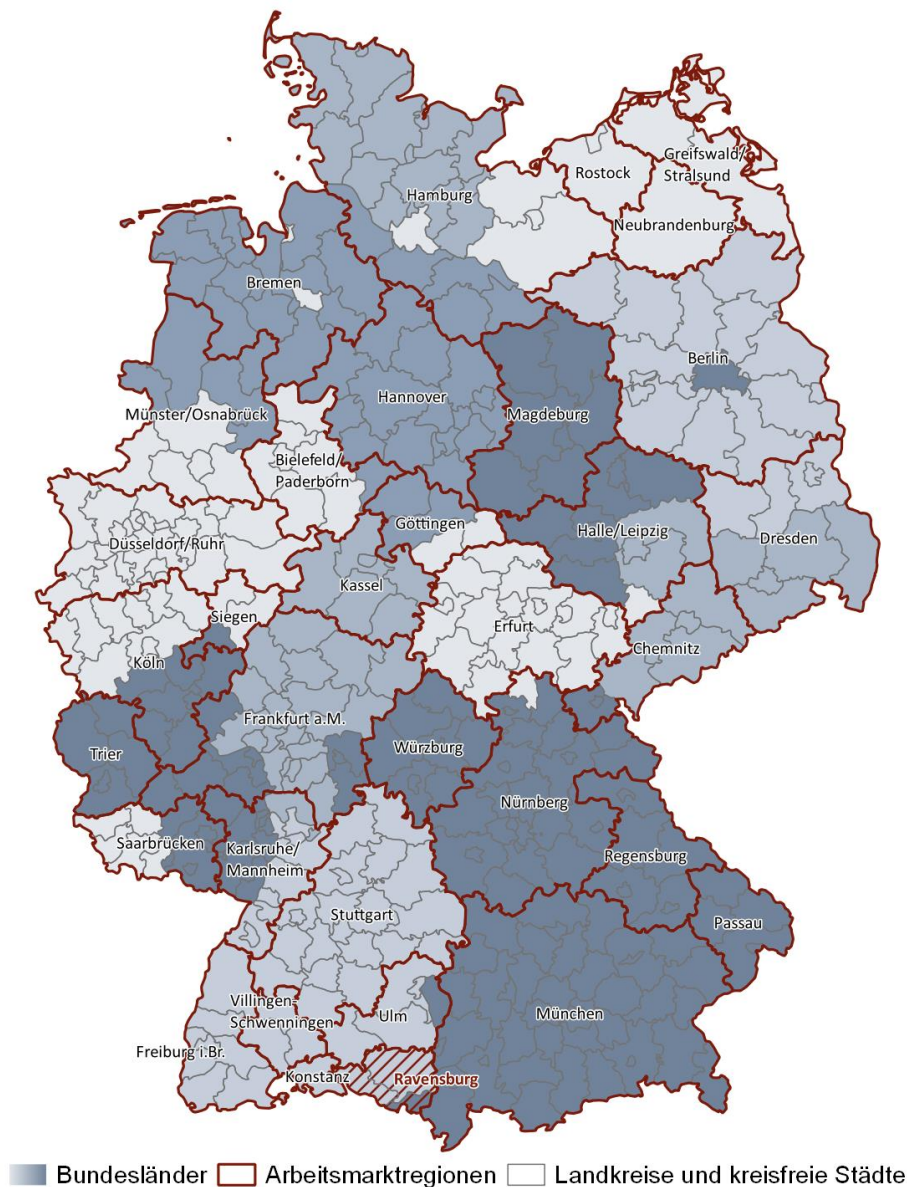 Greifswald/
Stralsund
Rostock
Hamburg
Neubrandenburg
Bremen
Berlin
Hannover
Magdeburg
Münster/Osnabrück
Bielefeld/
Paderborn
Göttingen
Halle/Leipzig
Düsseldorf/Ruhr
Dresden
Kassel
Siegen
Erfurt
Chemnitz
Köln
Frankfurt a.M.
Trier
Würzburg
Nürnberg
Saarbrücken
Karlsruhe/
Mannheim
Regensburg
Stuttgart
Passau
Villingen-
Schwenningen
Ulm
München
Freiburg i.Br.
Konstanz
Ravensburg
Bundesländer Arbeitsmarktregionen Landkreise und kreisfreie Städte